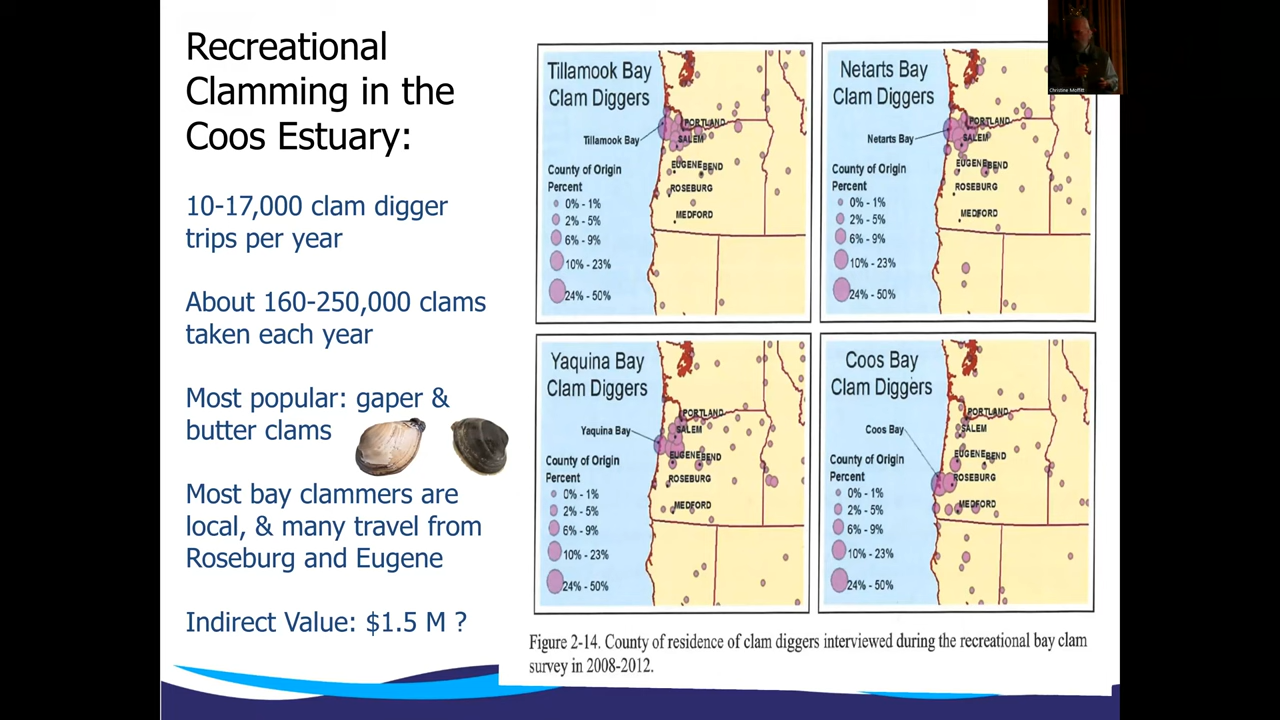 Recreational
Clamming in the
Coos Estuary:
10-17,000 clam digger
trips per year
About 160-250,000 clams
taken each year
Most popular: gaper &
butter clams
Most bay clammers are
local, & many travel from
Roseburg and Eugene
Indirect Value: $1.5 M ?
Tillamook Bay
Clam Diggers
PORTLAND
Tillamook Bay
SALEM
EUGENE
BEND
County of Origin
Percent
ROSEBURG
0% - 1%
2% - 5%
MEDFORD
6% - 9%
10% - 23%
24% - 50%
Netarts Bay
Clam Diggers
PORTLAND
Netarts Bay
SALEM
EUGENE
BEND
County of Origin
Percent
ROSEBURG
0% - 1%
2% - 5%
MEDFORD
6% - 9%
10% - 23%
24% - 50%
Yaquina Bay
Clam Diggers
PORTLAND
Yaquina Bay
SALEM
EUGENE
BEND
County of Origin
Percent
ROSEBURG
0% - 1%
2% - 5%
MEDFORD
6% - 9%
10% - 23%
24% - 50%
Coos Bay
Clam Diggers
PORTLAND
Coos Bay
SALEM
EUGENE
BEND
County of Origin
Percent
ROSEBURG
0% - 1%
2% - 5%
MEDFORD
6% - 9%
10% - 23%
24% - 50%
Figure 2-14. County of residence of clam diggers interviewed during the recreational bay clam
survey in 2008-2012.
Christine Moffitt